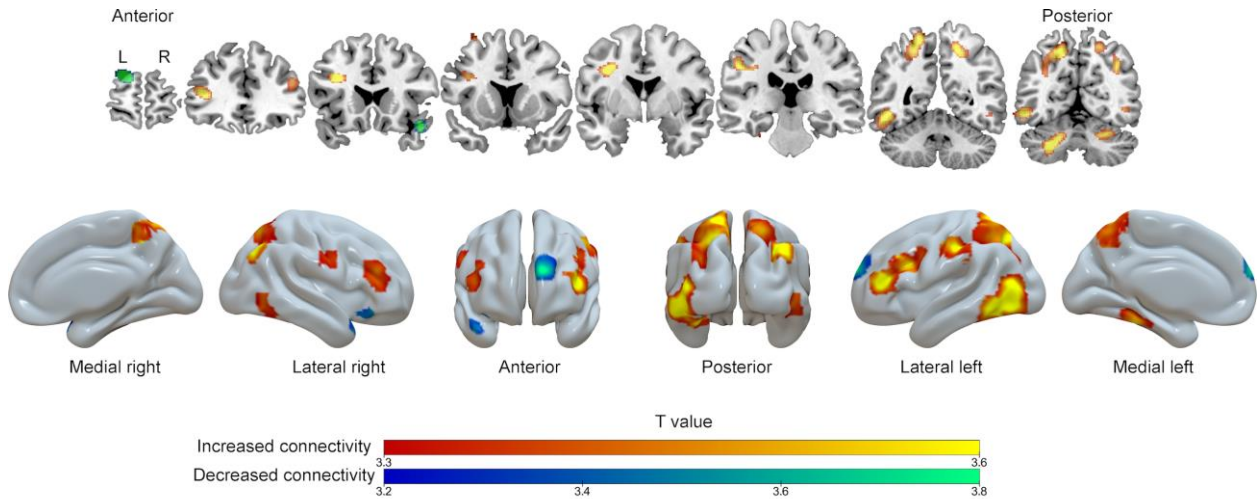 Anterior
Posterior
L
R
Medial right
Lateral right
Anterior
Posterior
Lateral left
Medial left
T value
Increased connectivity
3.3
3.6
Decreased connectivity
3.2
3.4
3.6
3.8